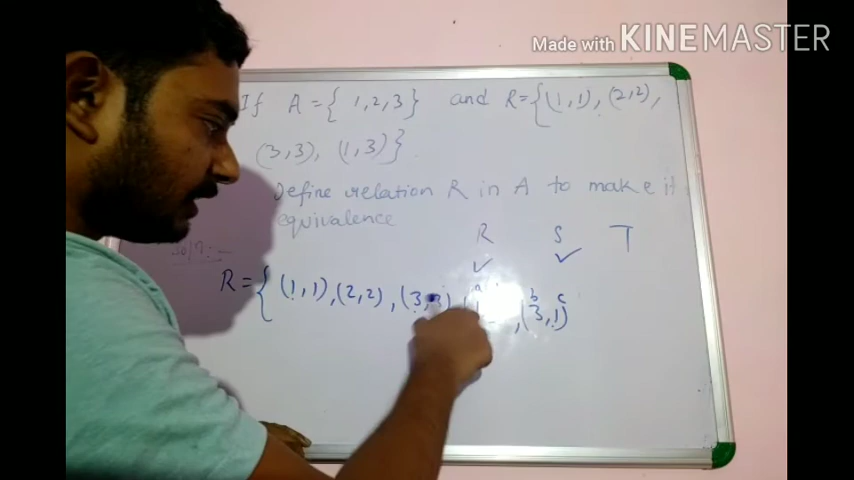 Made with KINEMASTER
If A = { 1, 2, 3 } and R = { (1,1), (2,2),
(3,3), (1,3) }
Define relation R in A to make it
equivalence
R S T
✓ ✓
Soln:-
b c
R = { (1,1), (2,2), (3,3) , (3,1)